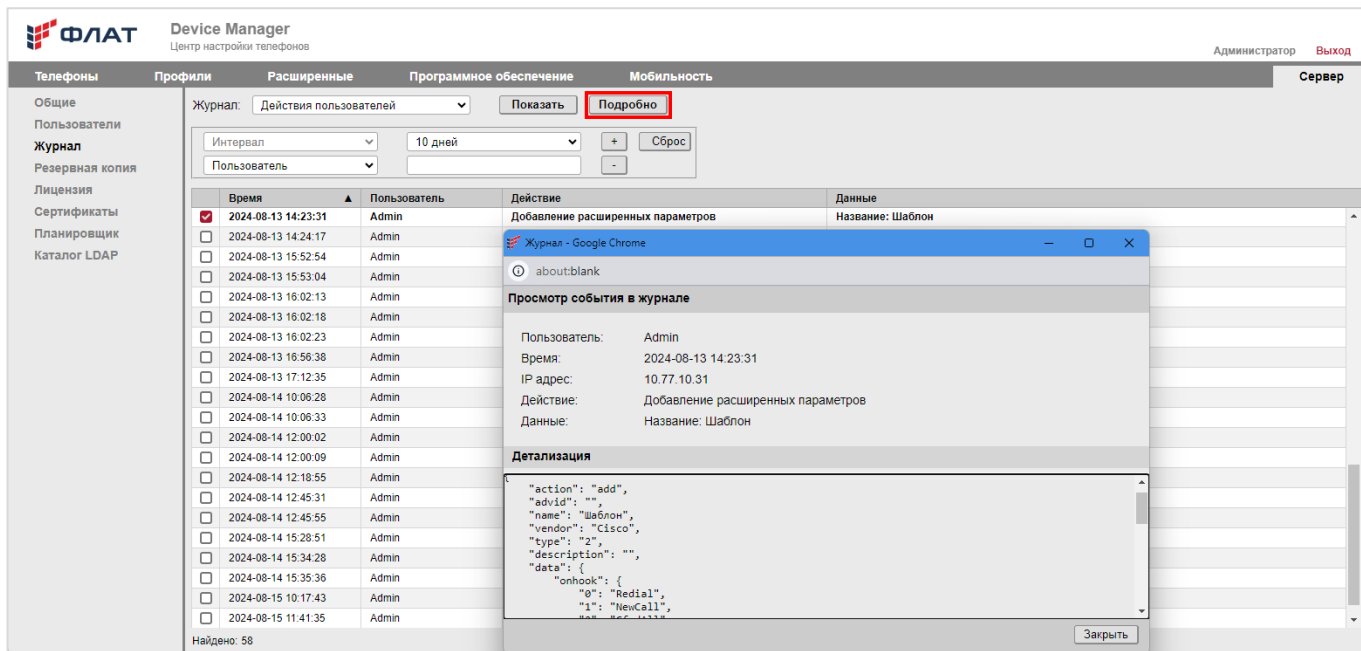 ФЛАТ
Device Manager
Центр настройки телефонов
Администратор Выход
Телефоны Профили Расширенные Программное обеспечение Мобильность Сервер
Общие
Пользователи
Журнал
Резервная копия
Лицензия
Сертификаты
Планировщик
Каталог LDAP
Журнал: Действия пользователей Показать Подробно
Интервал 10 дней + Сброс
Пользователь -
Время ▲ Пользователь Действие Данные
2024-08-13 14:23:31 Admin Добавление расширенных параметров Название: Шаблон
2024-08-13 14:24:17 Admin
2024-08-13 15:52:54 Admin
2024-08-13 15:53:04 Admin
2024-08-13 16:02:13 Admin
2024-08-13 16:02:18 Admin
2024-08-13 16:02:23 Admin
2024-08-13 16:56:38 Admin
2024-08-13 17:12:35 Admin
2024-08-14 10:06:28 Admin
2024-08-14 10:06:33 Admin
2024-08-14 12:00:02 Admin
2024-08-14 12:00:09 Admin
2024-08-14 12:18:55 Admin
2024-08-14 12:45:31 Admin
2024-08-14 12:45:55 Admin
2024-08-14 15:28:51 Admin
2024-08-14 15:34:28 Admin
2024-08-14 15:35:36 Admin
2024-08-15 10:17:43 Admin
2024-08-15 11:41:35 Admin
Найдено: 58
Журнал - Google Chrome
about:blank
Просмотр события в журнале
Пользователь: Admin
Время: 2024-08-13 14:23:31
IP адрес: 10.77.10.31
Действие: Добавление расширенных параметров
Данные: Название: Шаблон
Детализация
"action": "add",
"advid": "",
"name": "Шаблон",
"vendor": "Cisco",
"type": "2",
"description": "",
"data": {
"onhook": {
"0": "Redial",
"1": "NewCall",
Закрыть